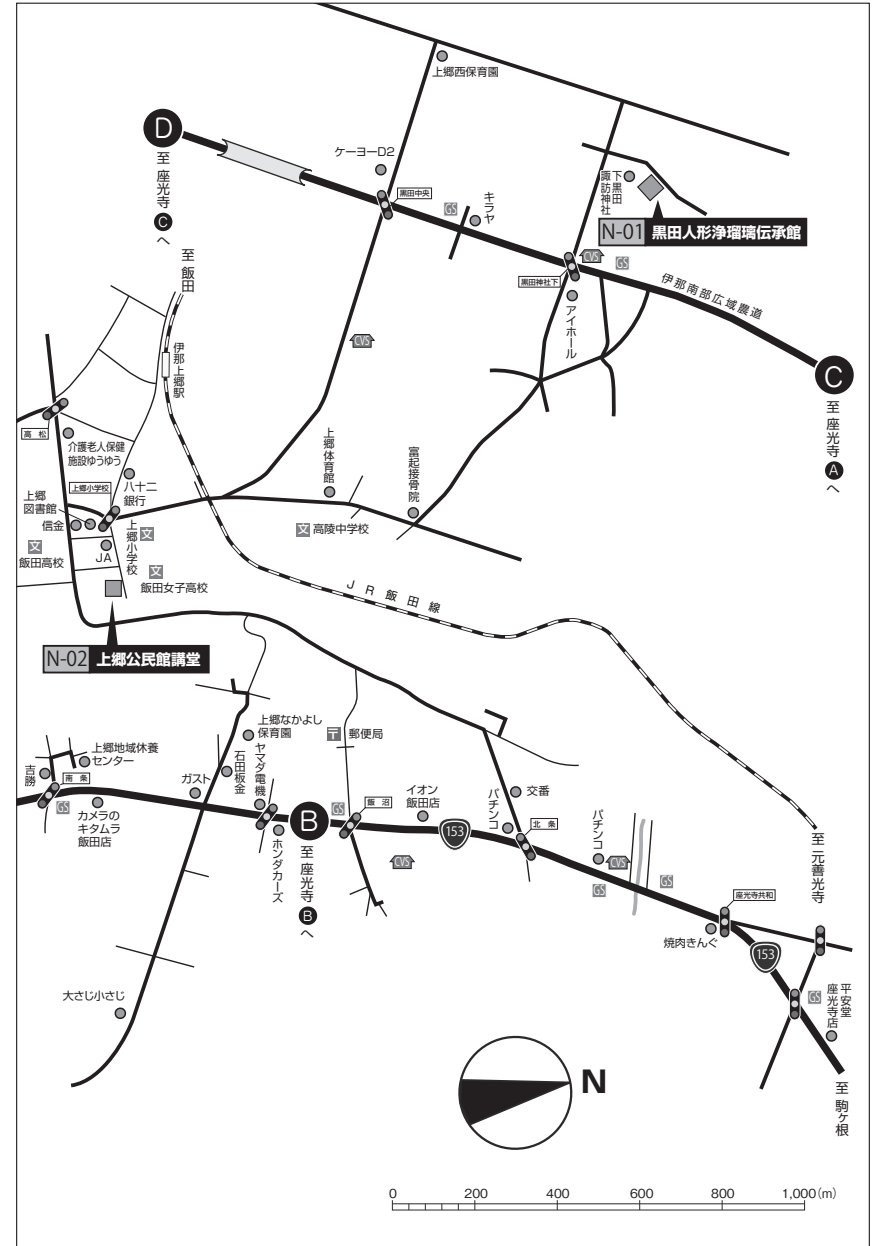 上郷西保育園
D
至 座光寺 C へ
ケーヨーD2
黒田中央
GS
キラヤ
下黒田
諏訪神社
N-01 黒田人形浄瑠璃伝承館
CVS
GS
黒田神社下
アイホール
伊那南部広域農道
C
至 座光寺 A へ
至 飯田
伊那上郷駅
CVS
高松
介護老人保健
施設ゆうゆう
八十二
銀行
上郷小学校
上郷
図書館
信金
JA
上郷小学校
文
文
飯田高校
文
飯田女子高校
上郷体育館
富起接骨院
文 高陵中学校
JR飯田線
N-02 上郷公民館講堂
上郷なかよし
保育園
〒 郵便局
上郷地域休養
センター
吉勝
南条
GS
カメラの
キタムラ
飯田店
ガスト
石田板金
ヤマダ電機
ホンダカーズ
B
至 座光寺 B へ
GS
飯沼
イオン
飯田店
CVS
153
パチンコ
交番
北条
パチンコ
CVS
GS
GS
座光寺共和
焼肉きんぐ
153
至 元善光寺
GS
平安堂
座光寺店
至 駒ヶ根
大さじ小さじ
N
0 200 400 600 800 1,000(m)